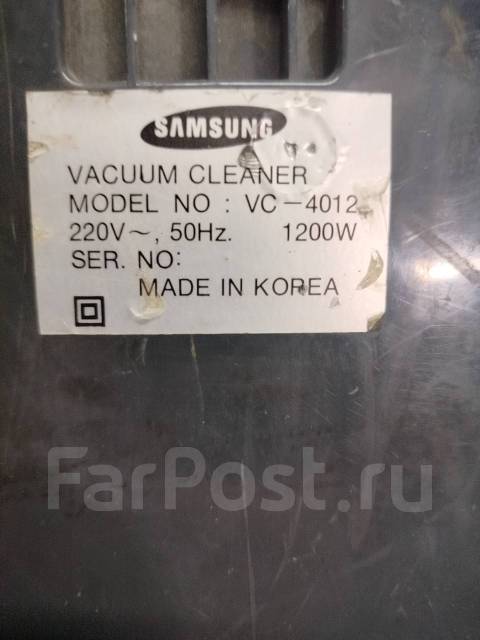 SAMSUNG
VACUUM CLEANER
MODEL NO : VC-4012
220V~, 50Hz. 1200W
SER. NO:
MADE IN KOREA
FarPost.ru